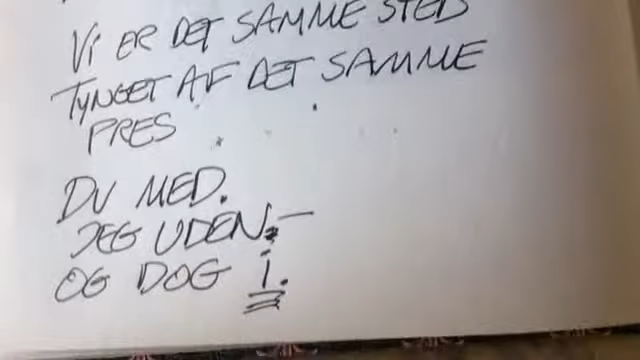 VI ER DET SAMME STED
TYNGET AF DET SAMME
PRES
DU MED.
JEG UDEN. —
OG DOG I.